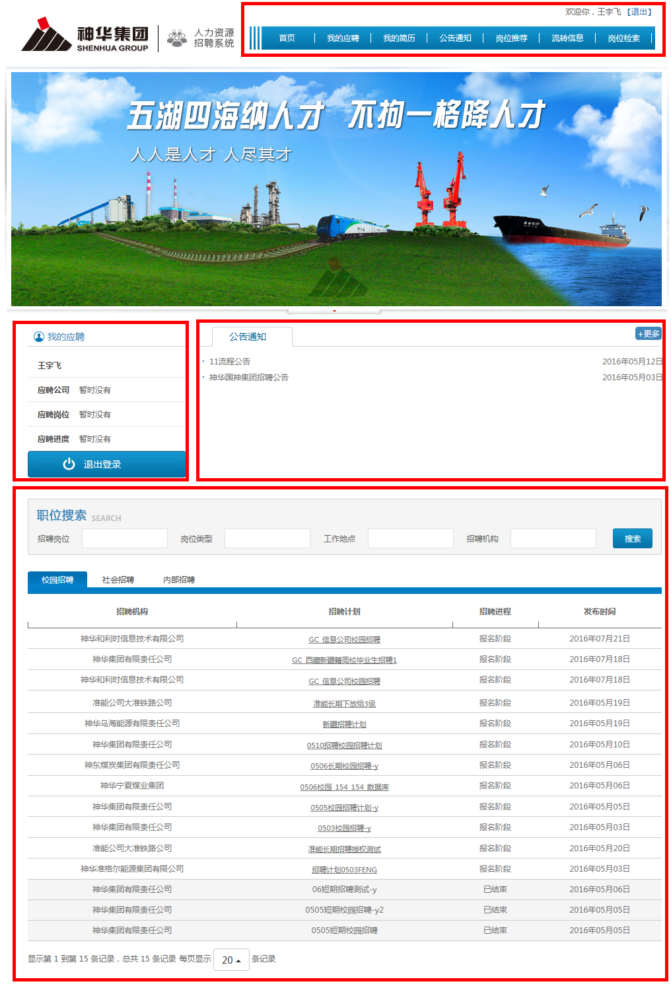 欢迎你，王宇飞 【退出】
神华集团
SHENHUA GROUP
人力资源
招聘系统
首页 我的应聘 我的简历 公告通知 岗位推荐 流转信息 岗位检索
五湖四海纳人才 不拘一格降人才
人人是人才 人尽其才
我的应聘
王宇飞
应聘公司 暂时没有
应聘岗位 暂时没有
应聘进度 暂时没有
退出登录
公告通知 +更多
· 11流程公告 2016年05月12日
· 神华国神集团招聘公告 2016年05月03日
职位搜索 SEARCH
招聘岗位 岗位类型 工作地点 招聘机构 搜索
校园招聘 社会招聘 内部招聘
招聘机构 招聘计划 招聘进程 发布时间
神华和利时信息技术有限公司 GC_信息公司校园招聘 报名阶段 2016年07月21日
神华集团有限责任公司 GC_西藏新疆籍高校毕业生招聘1 报名阶段 2016年07月18日
神华和利时信息技术有限公司 GC_信息公司校园招聘 报名阶段 2016年07月18日
准能公司大准铁路公司 准能长期下放给3级 报名阶段 2016年05月19日
神华乌海能源有限责任公司 新疆招聘计划 报名阶段 2016年05月19日
神华集团有限责任公司 0510招聘校园招聘计划 报名阶段 2016年05月10日
神东煤炭集团有限责任公司 0506长期校园招聘-y 报名阶段 2016年05月06日
神华宁夏煤业集团 0506校园_154_154_数据库 报名阶段 2016年05月06日
神华集团有限责任公司 0505校园招聘计划-y 报名阶段 2016年05月05日
神华集团有限责任公司 0503校园招聘-y 报名阶段 2016年05月03日
准能公司大准铁路公司 准能长期招聘授权测试 报名阶段 2016年05月20日
神华准格尔能源集团有限公司 招聘计划0503FENG 报名阶段 2016年05月03日
神华集团有限责任公司 06短期招聘测试-y 已结束 2016年05月06日
神华集团有限责任公司 0505短期校园招聘-y2 已结束 2016年05月05日
神华集团有限责任公司 0505短期校园招聘 已结束 2016年05月05日
显示第 1 到第 15 条记录，总共 15 条记录 每页显示 20 条记录